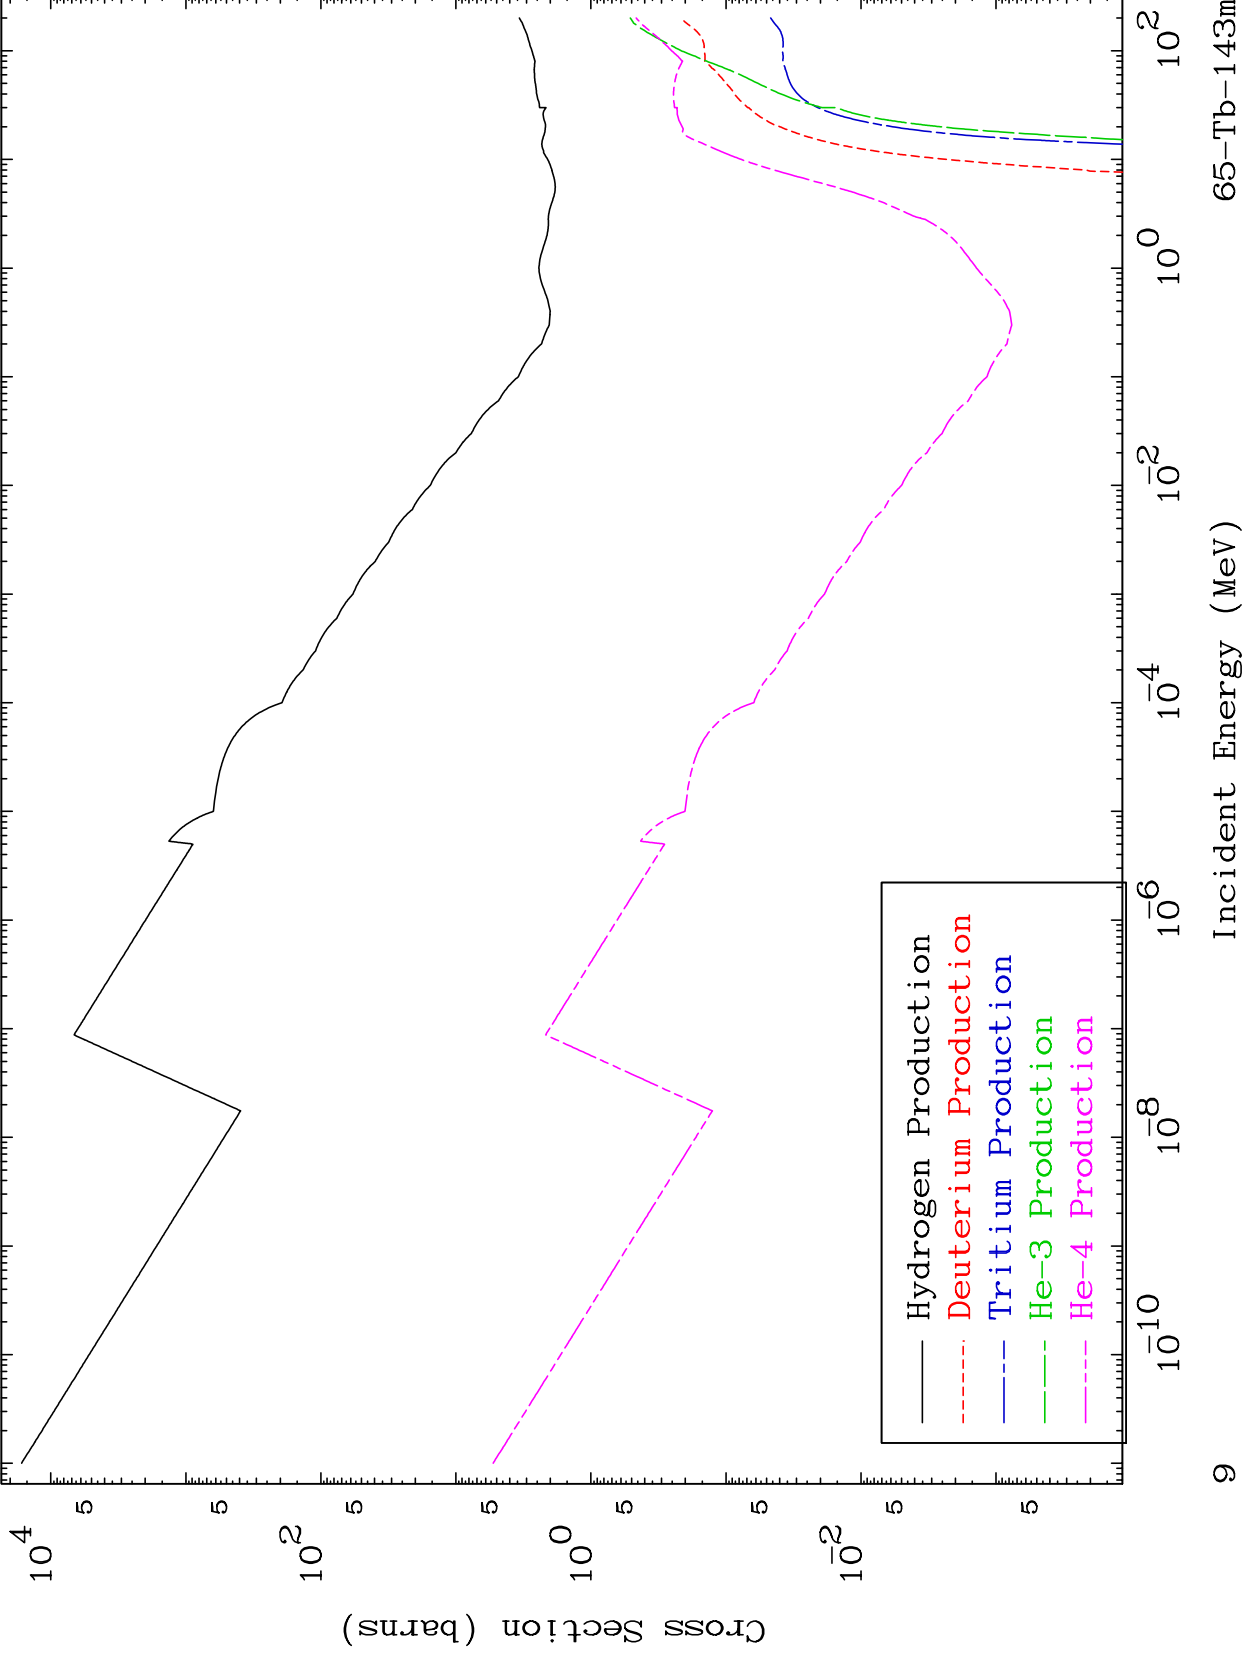 Cross Section (barns)
10^4
5
5
10^2
5
5
10^0
5
5
10^-2
5
5
Hydrogen Production
Deuterium Production
Tritium Production
He-3 Production
He-4 Production
10^-10
10^-8
10^-6
10^-4
10^-2
10^0
10^2
9
Incident Energy (MeV)
65-Tb-143m